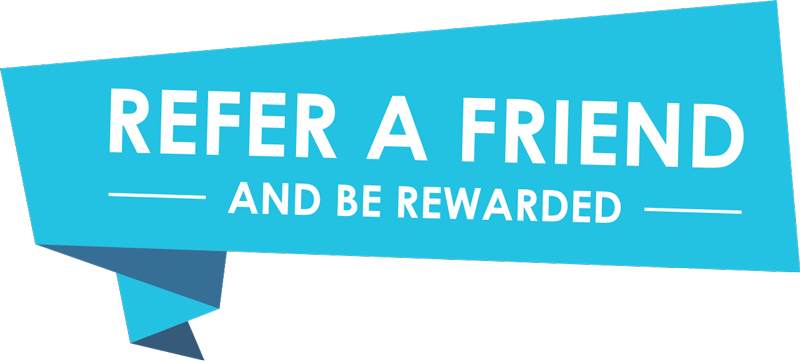 REFER A FRIEND
AND BE REWARDED